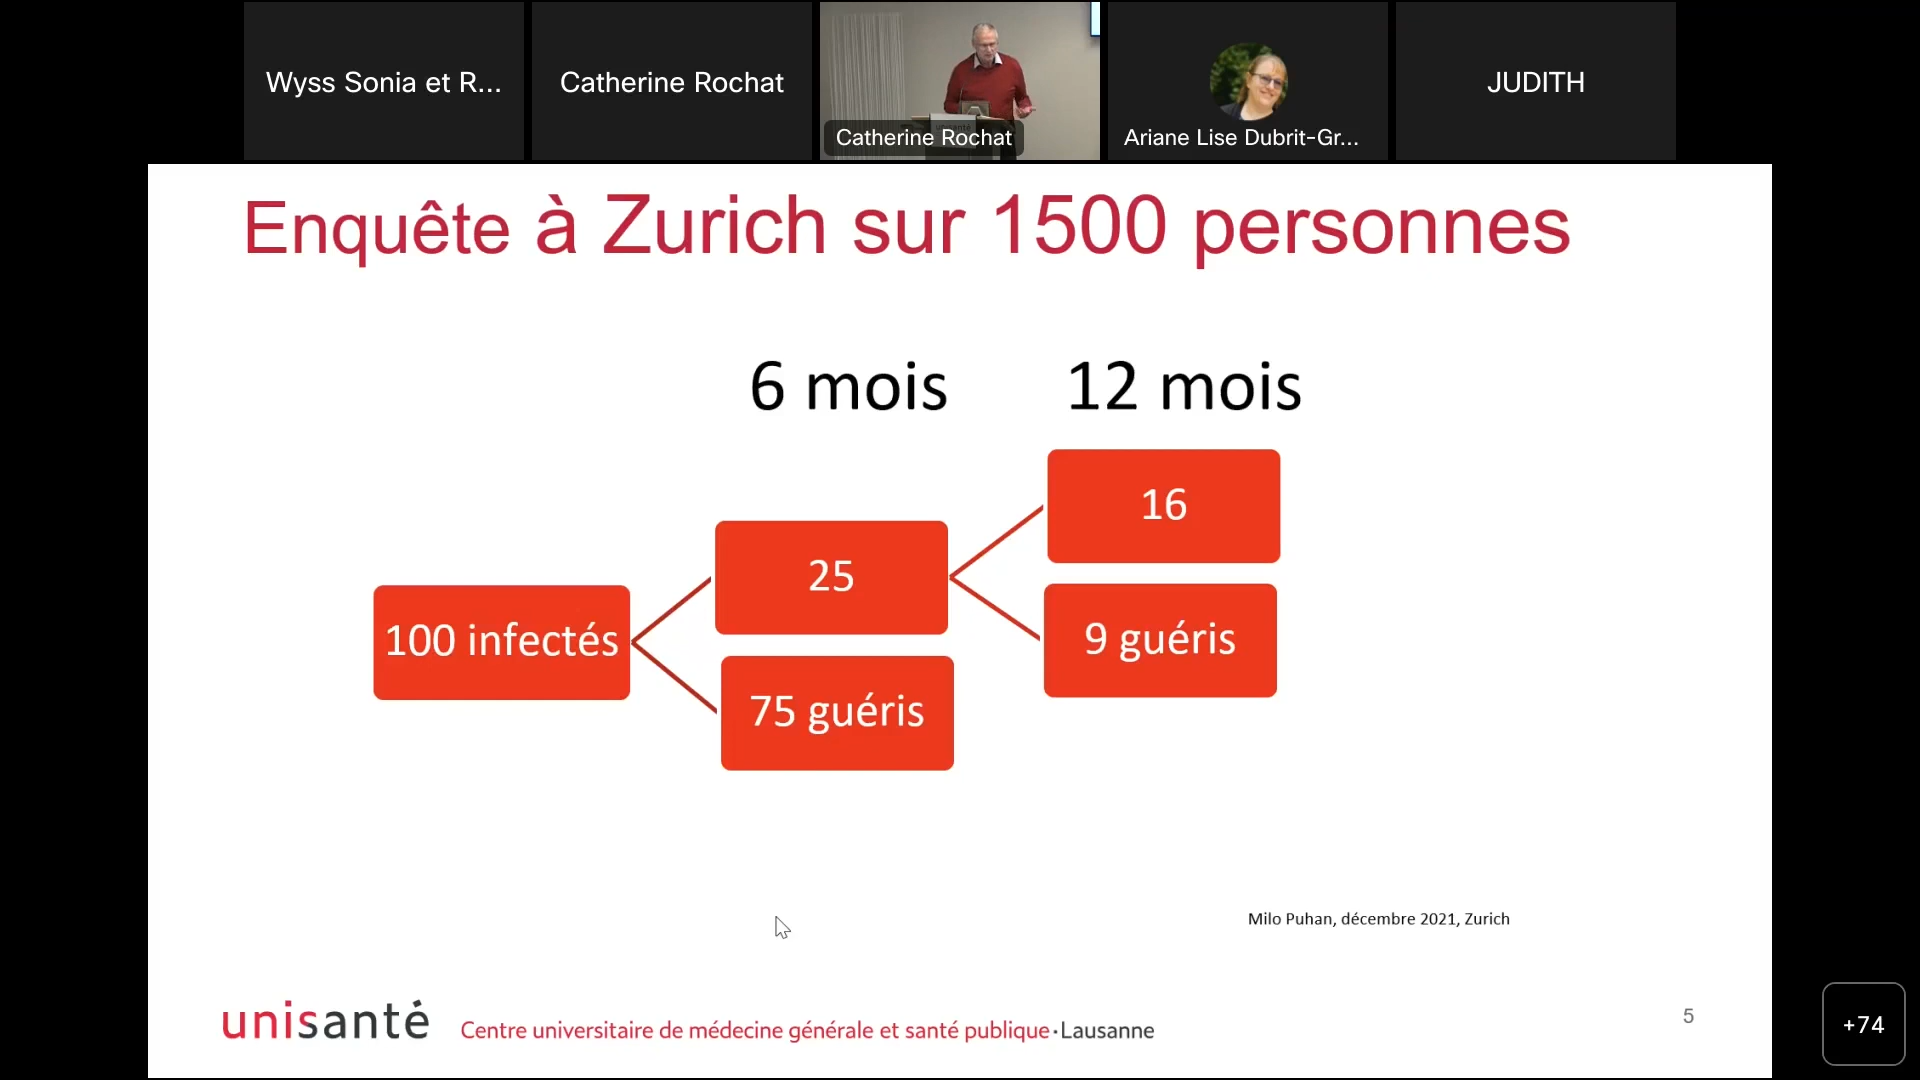 Wyss Sonia et R...
Catherine Rochat
Catherine Rochat
Ariane Lise Dubrit-Gr...
JUDITH
Enquête à Zurich sur 1500 personnes
6 mois
12 mois
16
25
9 guéris
100 infectés
75 guéris
Milo Puhan, décembre 2021, Zurich
unisanté
Centre universitaire de médecine générale et santé publique · Lausanne
5
+74